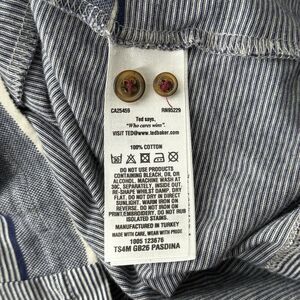 CA25459 RN95229
Ted says,
"Who cares wins".
VISIT TED@www.tedbaker.com
100% COTTON
DO NOT USE PRODUCTS
CONTAINING BLEACH, OIL, OR
ALCOHOL. MACHINE WASH AT
30C, SEPARATELY, INSIDE OUT.
RE-SHAPE WHILST DAMP. DRY
FLAT. DO NOT DRY IN DIRECT
SUNLIGHT. WARM IRON ON
REVERSE. DO NOT IRON ON
PRINT/EMBROIDERY. DO NOT RUB
ISOLATED STAINS.
MANUFACTURED IN TURKEY
MADE WITH CARE, WEAR WITH PRIDE
1005 123676
TS4M GB26 PASDINA